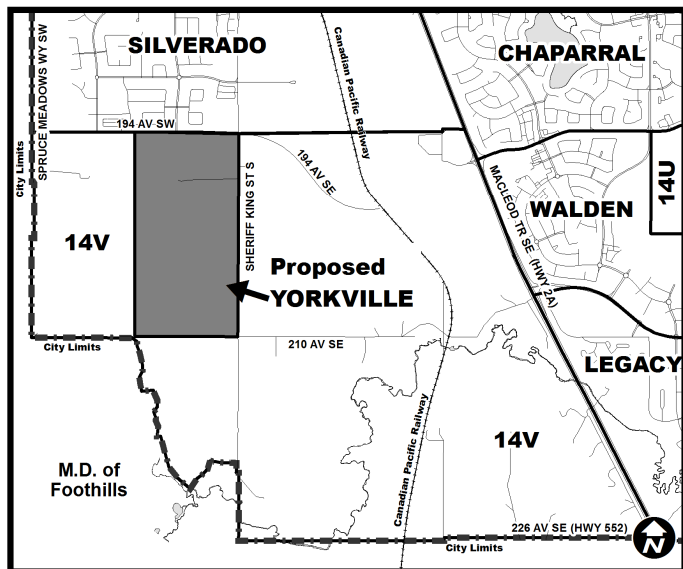 SILVERADO
CHAPARRAL
SPRUCE MEADOWS WY SW
Canadian Pacific Railway
194 AV SW
City Limits
194 AV SE
SHERIFF KING ST S
MACLEOD TR SE (HWY 2A)
14U
WALDEN
14V
Proposed
YORKVILLE
210 AV SE
City Limits
LEGACY
Canadian Pacific Railway
14V
M.D. of
Foothills
226 AV SE (HWY 552)
City Limits
N